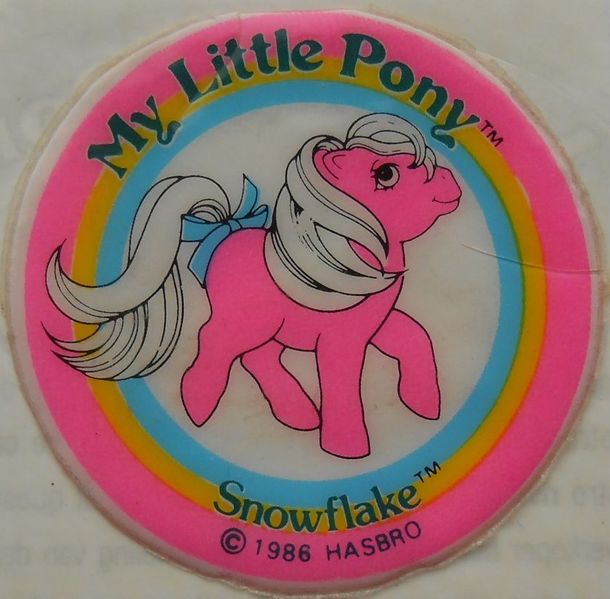 My Little Pony™
Snowflake™
© 1986 HASBRO